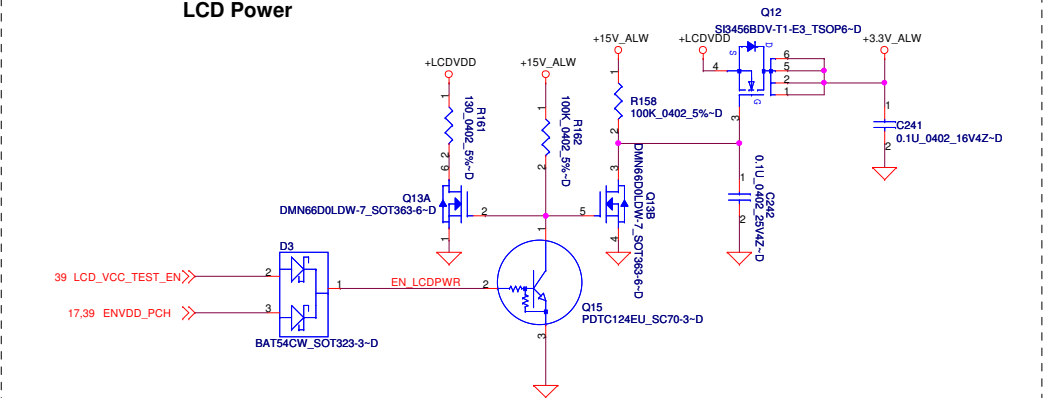 LCD Power
Q12
SI3456BDV-T1-E3_TSOP6~D
+15V_ALW
+LCDVDD
+3.3V_ALW
D
S
G
6
5
2
1
4
3
+LCDVDD
+15V_ALW
1
R158
100K_0402_5%~D
2
1
R161
130_0402_5%~D
2
1
R162
100K_0402_5%~D
2
1
C241
0.1U_0402_16V4Z~D
2
6
Q13A
DMN66D0LDW-7_SOT363-6~D
2
1
3
Q13B
DMN66D0LDW-7_SOT363-6~D
5
4
1
C242
0.1U_0402_25V4Z~D
2
D3
39 LCD_VCC_TEST_EN
2
17,39 ENVDD_PCH
3
1
BAT54CW_SOT323-3~D
EN_LCDPWR
2
1
Q15
PDTC124EU_SC70-3~D
3